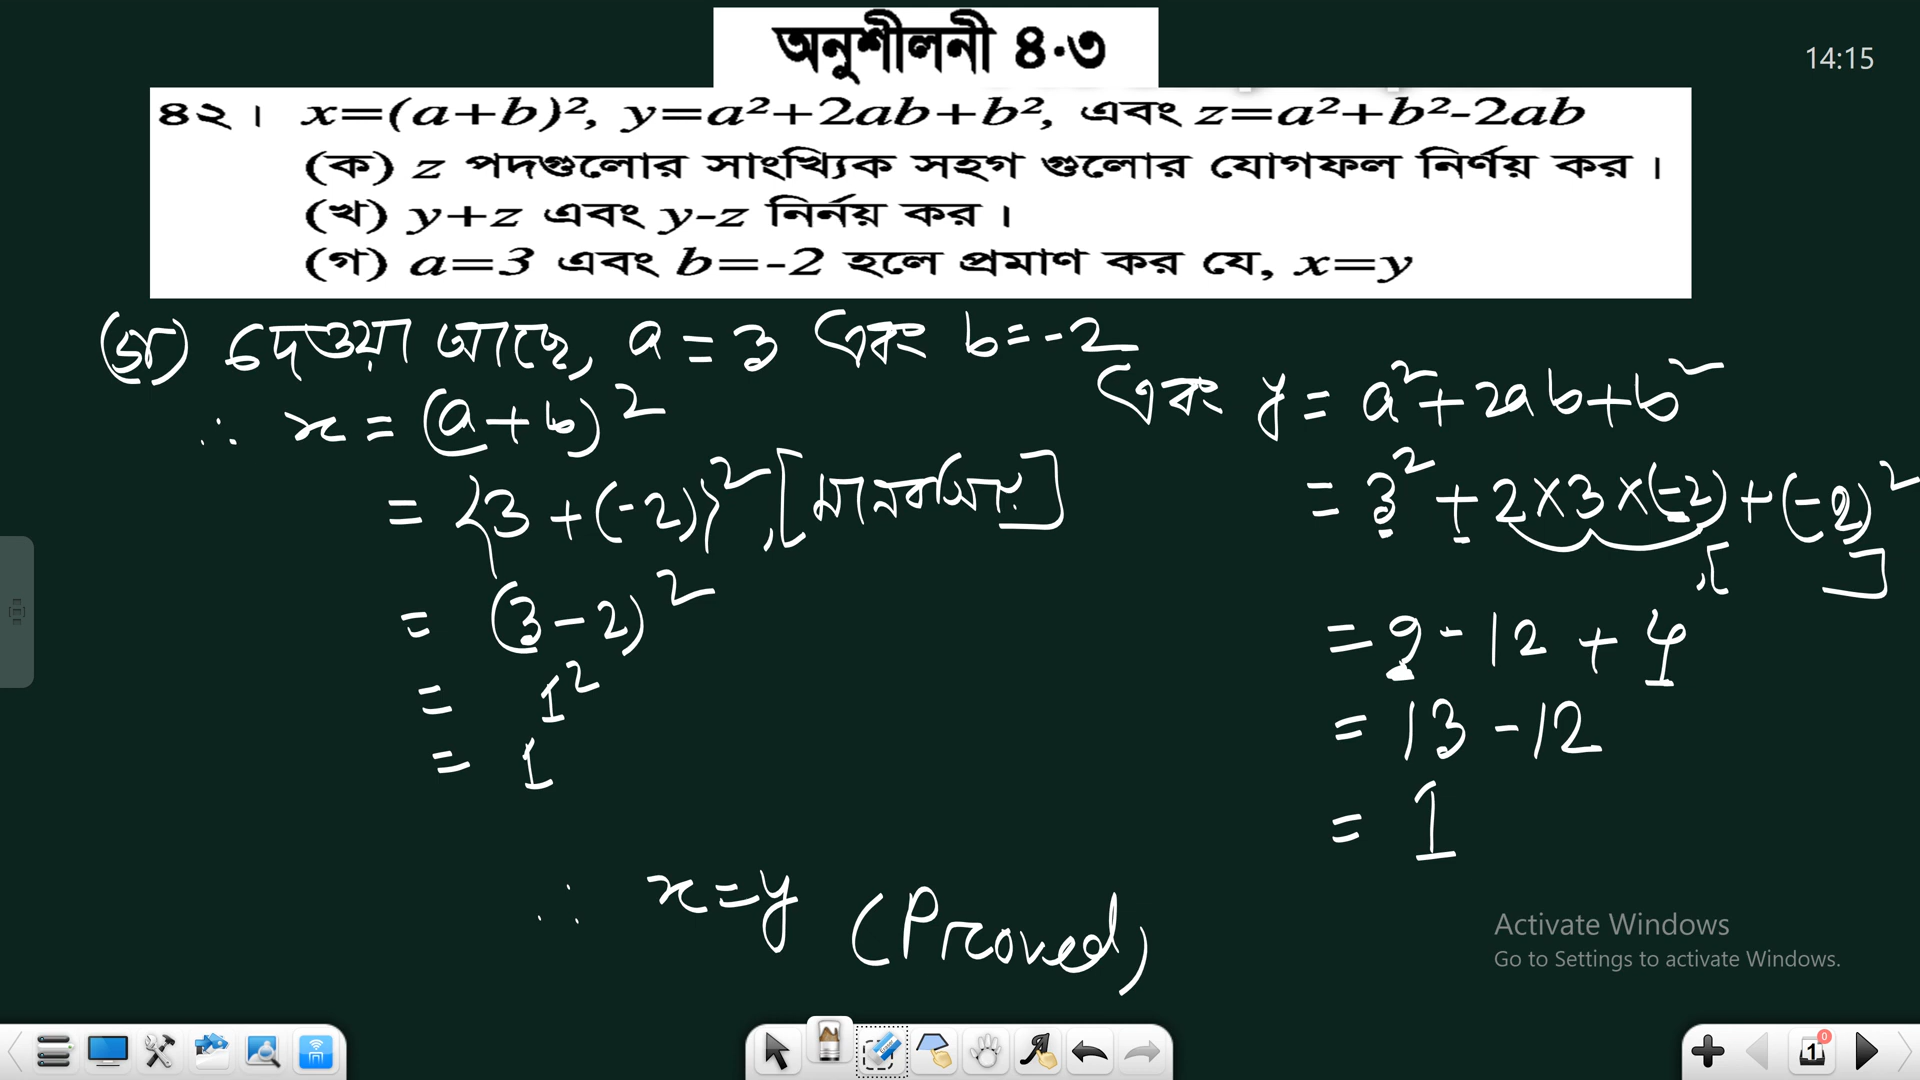 অনুশীলনী ৪·৩
14:15
৪২। x=(a+b)², y=a²+2ab+b², এবং z=a²+b²-2ab
(ক) z পদগুলোর সাংখ্যিক সহগ গুলোর যোগফল নির্ণয় কর।
(খ) y+z এবং y-z নির্নয় কর।
(গ) a=3 এবং b=-2 হলে প্রমাণ কর যে, x=y
(গ) দেওয়া আছে, a = 3 এবং b = -2
∴ x = (a+b)²
= {3+(-2)}², [মান বসিয়ে]
= (3-2)²
= 1²
= 1
এবং y = a²+2ab+b²
= 3² + 2×3×(-2)+(-2)²
,[ ]
= 9 - 12 + 4
= 13 - 12
= 1
∴ x=y (Proved)
Activate Windows
Go to Settings to activate Windows.
1
0